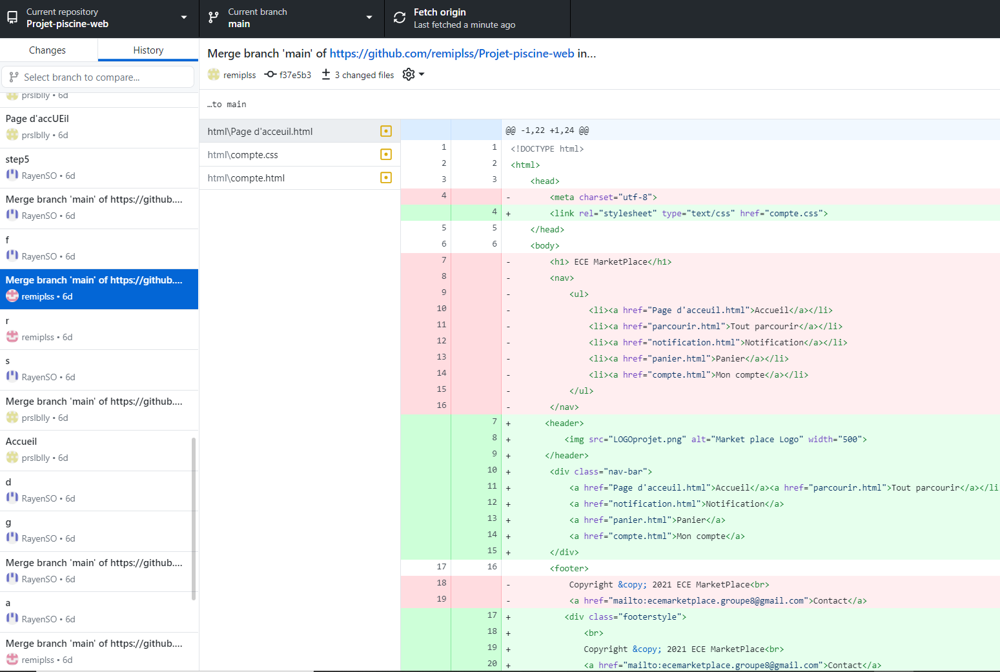 Current repository
Projet-piscine-web
Current branch
main
Fetch origin
Last fetched a minute ago
Changes
History
Select branch to compare...
prslblly • 6d
Page d'accUEil
prslblly • 6d
step5
RayenSO • 6d
Merge branch 'main' of https://github....
RayenSO • 6d
f
RayenSO • 6d
Merge branch 'main' of https://github....
remiplss • 6d
r
remiplss • 6d
s
RayenSO • 6d
Merge branch 'main' of https://github....
prslblly • 6d
Accueil
prslblly • 6d
d
RayenSO • 6d
g
RayenSO • 6d
Merge branch 'main' of https://github....
RayenSO • 6d
a
RayenSO • 6d
Merge branch 'main' of https://github....
remiplss • 6d
Merge branch 'main' of https://github.com/remiplss/Projet-piscine-web in...
remiplss f37e5b3 3 changed files
…to main
html\Page d'acceuil.html
html\compte.css
html\compte.html
@@ -1,22 +1,24 @@
1 1 <!DOCTYPE html>
2 2 <html>
3 3 <head>
4 - <meta charset="utf-8">
4 + <link rel="stylesheet" type="text/css" href="compte.css">
5 5 </head>
6 6 <body>
7 - <h1> ECE MarketPlace</h1>
8 - <nav>
9 - <ul>
10 - <li><a href="Page d'acceuil.html">Accueil</a></li>
11 - <li><a href="parcourir.html">Tout parcourir</a></li>
12 - <li><a href="notification.html">Notification</a></li>
13 - <li><a href="panier.html">Panier</a></li>
14 - <li><a href="compte.html">Mon compte</a></li>
15 - </ul>
16 - </nav>
7 + <header>
8 + <img src="LOGOprojet.png" alt="Market place Logo" width="500">
9 + </header>
10 + <div class="nav-bar">
11 + <a href="Page d'acceuil.html">Accueil</a><a href="parcourir.html">Tout parcourir</a></li
12 + <a href="notification.html">Notification</a>
13 + <a href="panier.html">Panier</a>
14 + <a href="compte.html">Mon compte</a>
15 + </div>
17 16 <footer>
18 - Copyright &copy; 2021 ECE MarketPlace<br>
19 - <a href="mailto:ecemarketplace.groupe8@gmail.com">Contact</a>
17 + <div class="footerstyle">
18 + <br>
19 + Copyright &copy; 2021 ECE MarketPlace<br>
20 + <a href="mailto:ecemarketplace.groupe8@gmail.com">Contact</a>